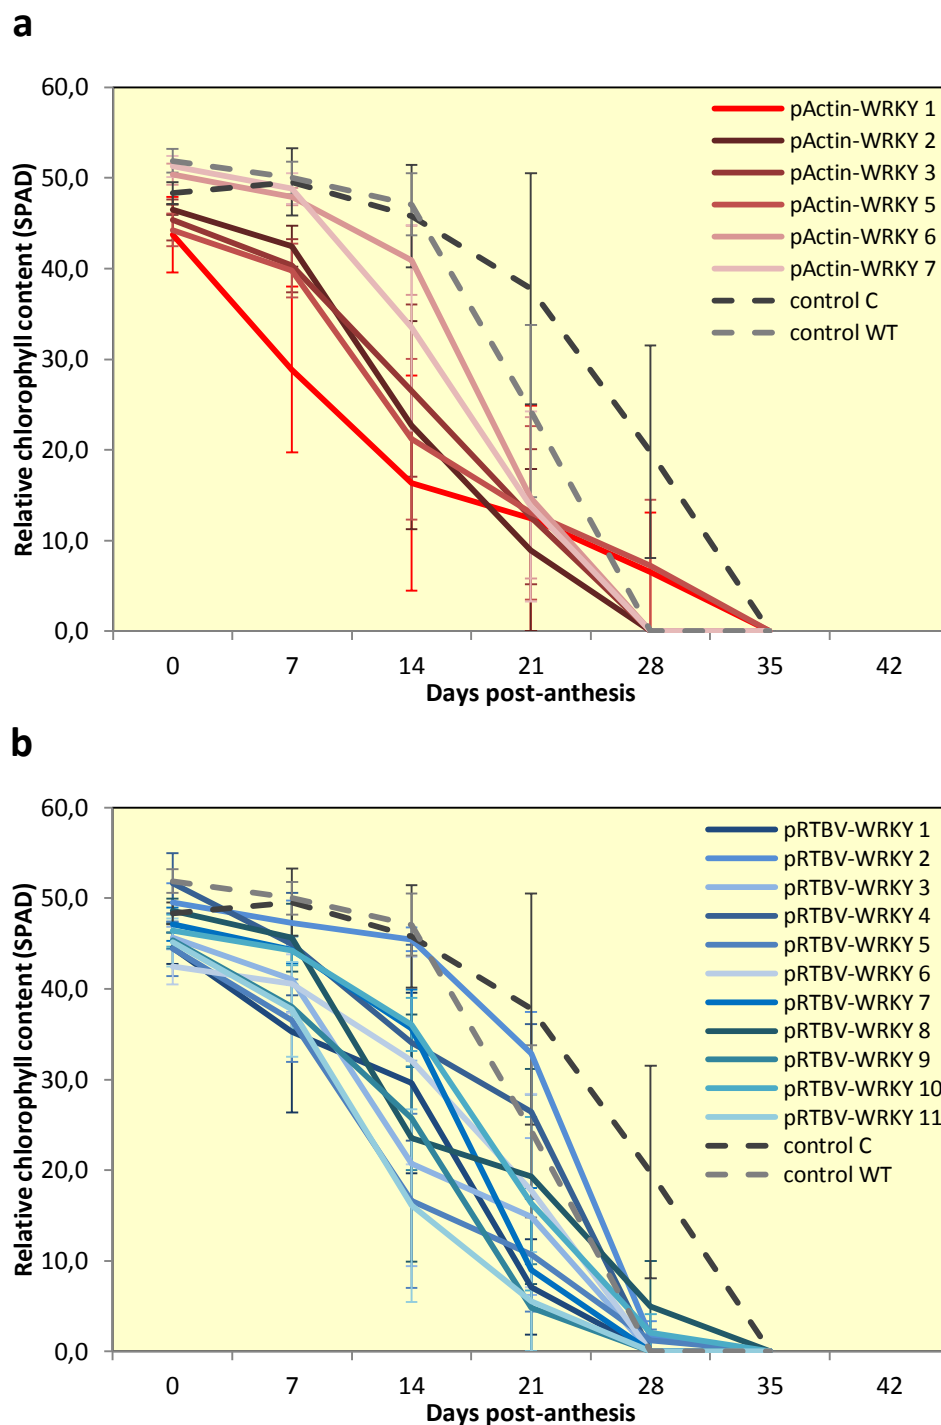 a
Relative chlorophyll content (SPAD)
60,0
50,0
40,0
30,0
20,0
10,0
0,0
pActin-WRKY 1
pActin-WRKY 2
pActin-WRKY 3
pActin-WRKY 5
pActin-WRKY 6
pActin-WRKY 7
control C
control WT
0 7 14 21 28 35 42
Days post-anthesis
b
Relative chlorophyll content (SPAD)
60,0
50,0
40,0
30,0
20,0
10,0
0,0
pRTBV-WRKY 1
pRTBV-WRKY 2
pRTBV-WRKY 3
pRTBV-WRKY 4
pRTBV-WRKY 5
pRTBV-WRKY 6
pRTBV-WRKY 7
pRTBV-WRKY 8
pRTBV-WRKY 9
pRTBV-WRKY 10
pRTBV-WRKY 11
control C
control WT
0 7 14 21 28 35 42
Days post-anthesis